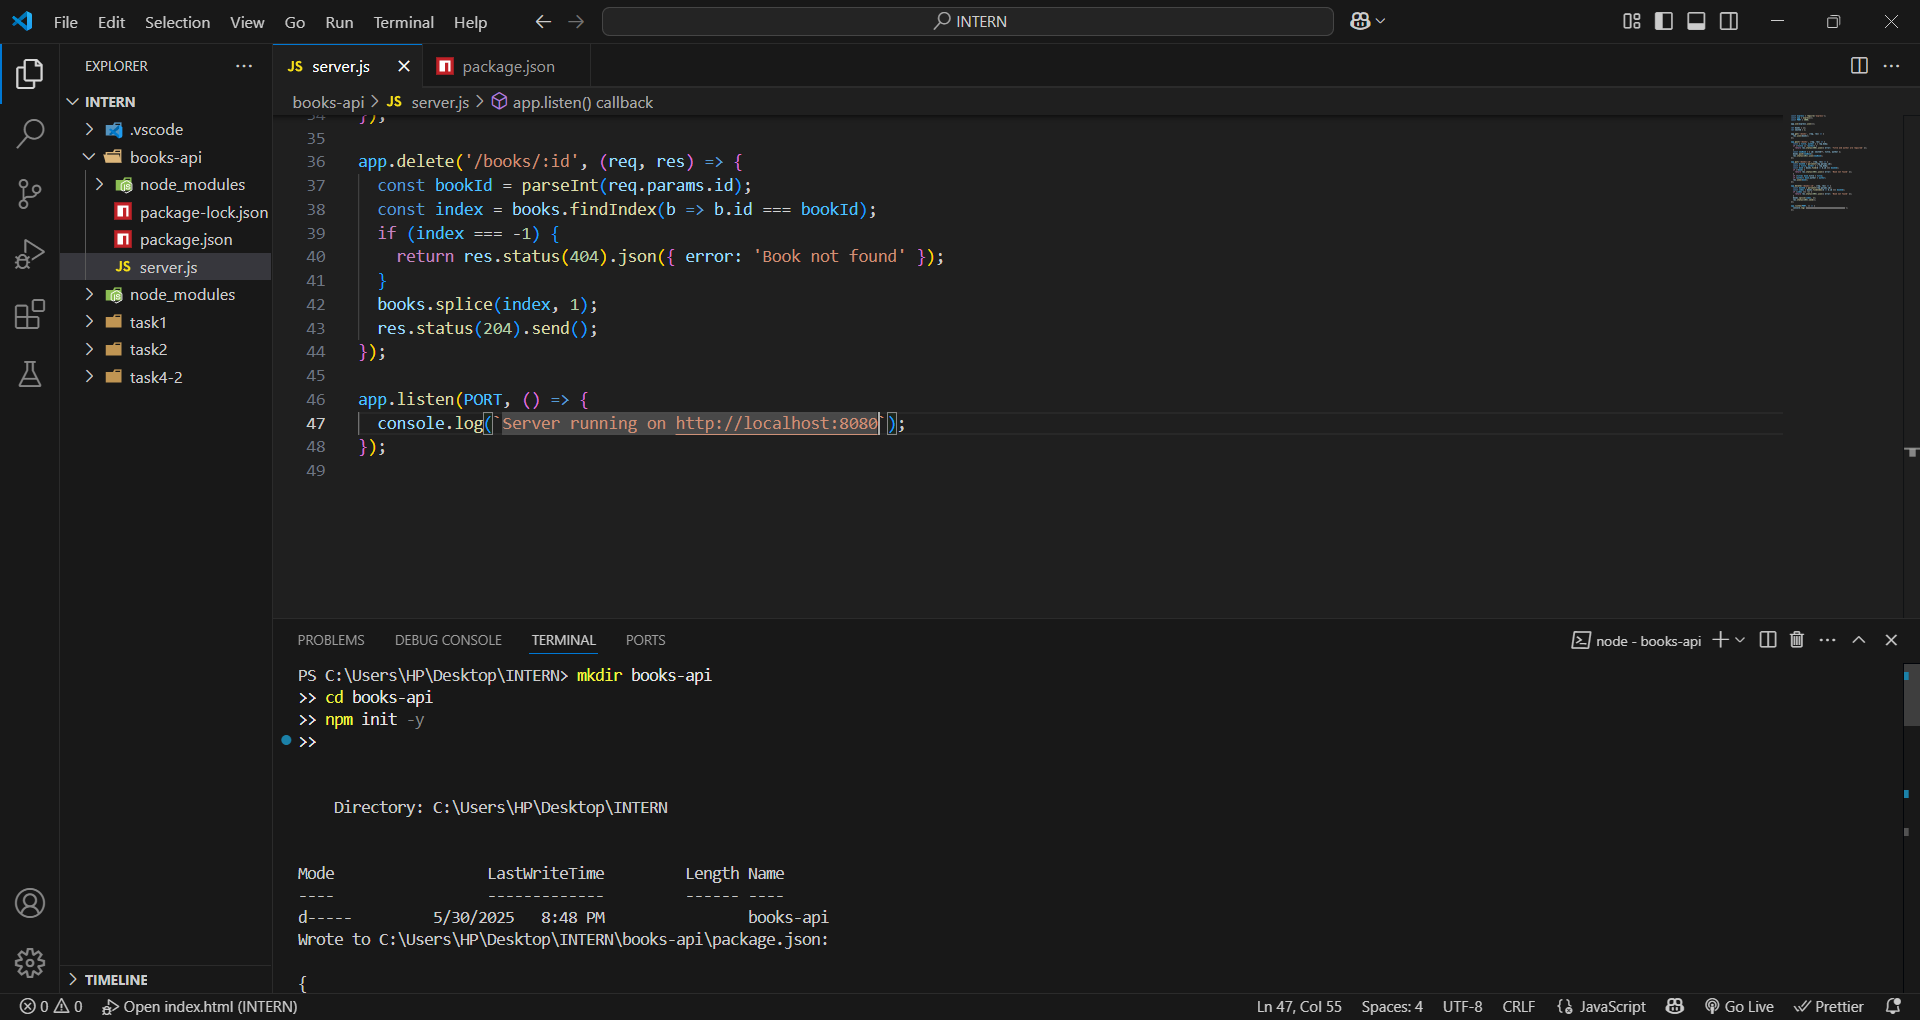 File Edit Selection View Go Run Terminal Help
INTERN
EXPLORER
INTERN
.vscode
books-api
node_modules
package-lock.json
package.json
JS server.js
node_modules
task1
task2
task4-2
TIMELINE
JS server.js
package.json
books-api > JS server.js > app.listen() callback
34 });
35
36 app.delete('/books/:id', (req, res) => {
37 const bookId = parseInt(req.params.id);
38 const index = books.findIndex(b => b.id === bookId);
39 if (index === -1) {
40 return res.status(404).json({ error: 'Book not found' });
41 }
42 books.splice(index, 1);
43 res.status(204).send();
44 });
45
46 app.listen(PORT, () => {
47 console.log(`Server running on http://localhost:8080`);
48 });
49
PROBLEMS DEBUG CONSOLE TERMINAL PORTS
node - books-api
PS C:\Users\HP\Desktop\INTERN> mkdir books-api
>> cd books-api
>> npm init -y
>>
Directory: C:\Users\HP\Desktop\INTERN
Mode LastWriteTime Length Name
---- ------------- ------ ----
d----- 5/30/2025 8:48 PM books-api
Wrote to C:\Users\HP\Desktop\INTERN\books-api\package.json:
{
0 0 Open index.html (INTERN) Ln 47, Col 55 Spaces: 4 UTF-8 CRLF JavaScript Go Live Prettier